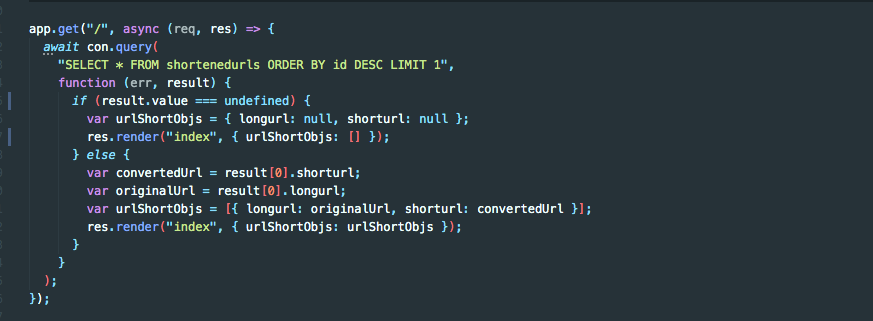 app.get("/", async (req, res) => {
  await con.query(
    "SELECT * FROM shortenedurls ORDER BY id DESC LIMIT 1",
    function (err, result) {
      if (result.value === undefined) {
        var urlShortObjs = { longurl: null, shorturl: null };
        res.render("index", { urlShortObjs: [] });
      } else {
        var convertedUrl = result[0].shorturl;
        var originalUrl = result[0].longurl;
        var urlShortObjs = [{ longurl: originalUrl, shorturl: convertedUrl }];
        res.render("index", { urlShortObjs: urlShortObjs });
      }
    }
  );
});